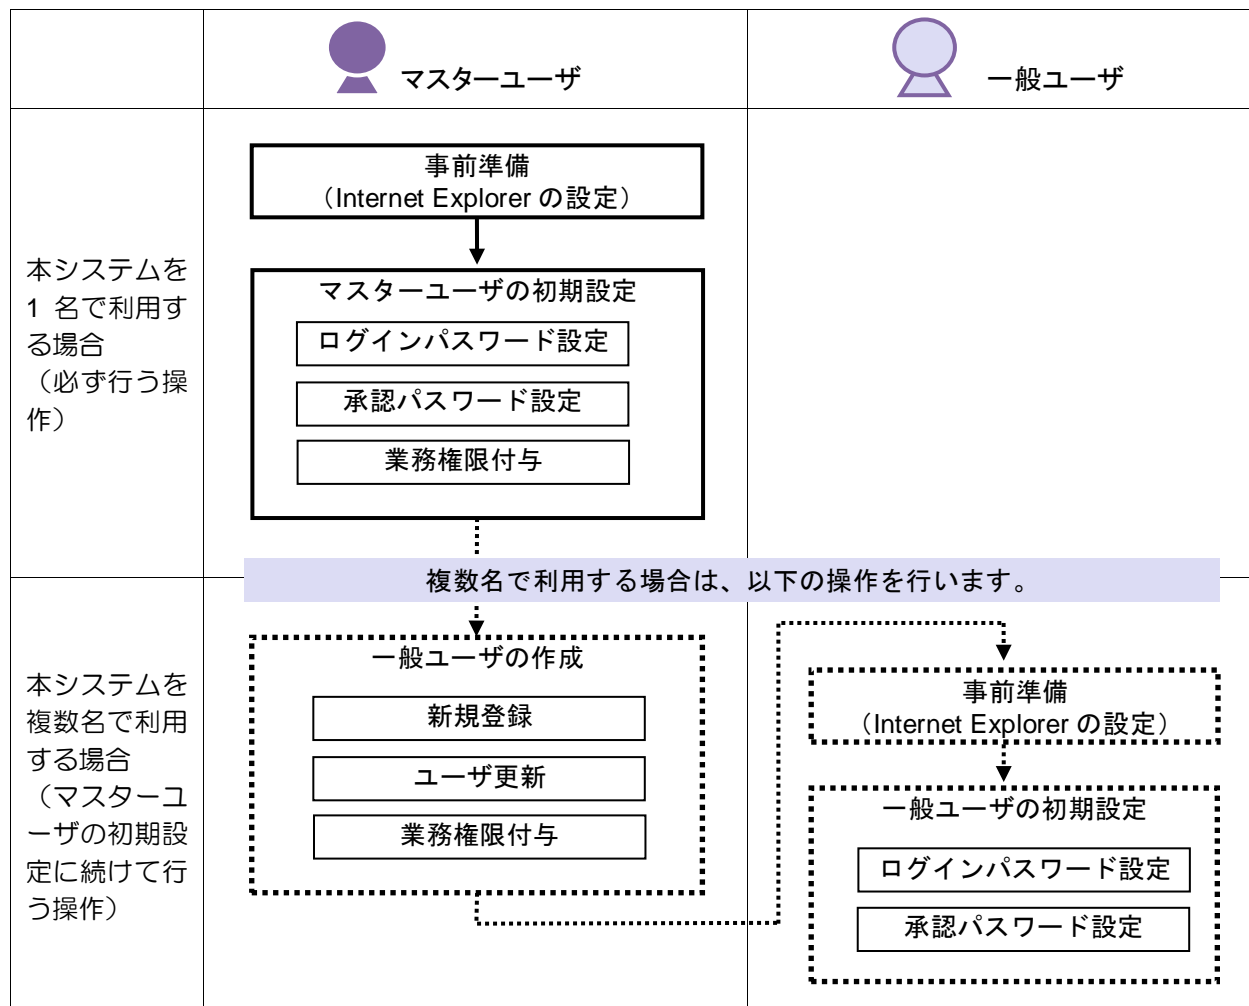 マスターユーザ
一般ユーザ
本システムを
1 名で利用す
る場合
（必ず行う操
作）
事前準備
（Internet Explorer の設定）
マスターユーザの初期設定
ログインパスワード設定
承認パスワード設定
業務権限付与
複数名で利用する場合は、以下の操作を行います。
本システムを
複数名で利用
する場合
（マスターユ
ーザの初期設
定に続けて行
う操作）
一般ユーザの作成
新規登録
ユーザ更新
業務権限付与
事前準備
（Internet Explorer の設定）
一般ユーザの初期設定
ログインパスワード設定
承認パスワード設定